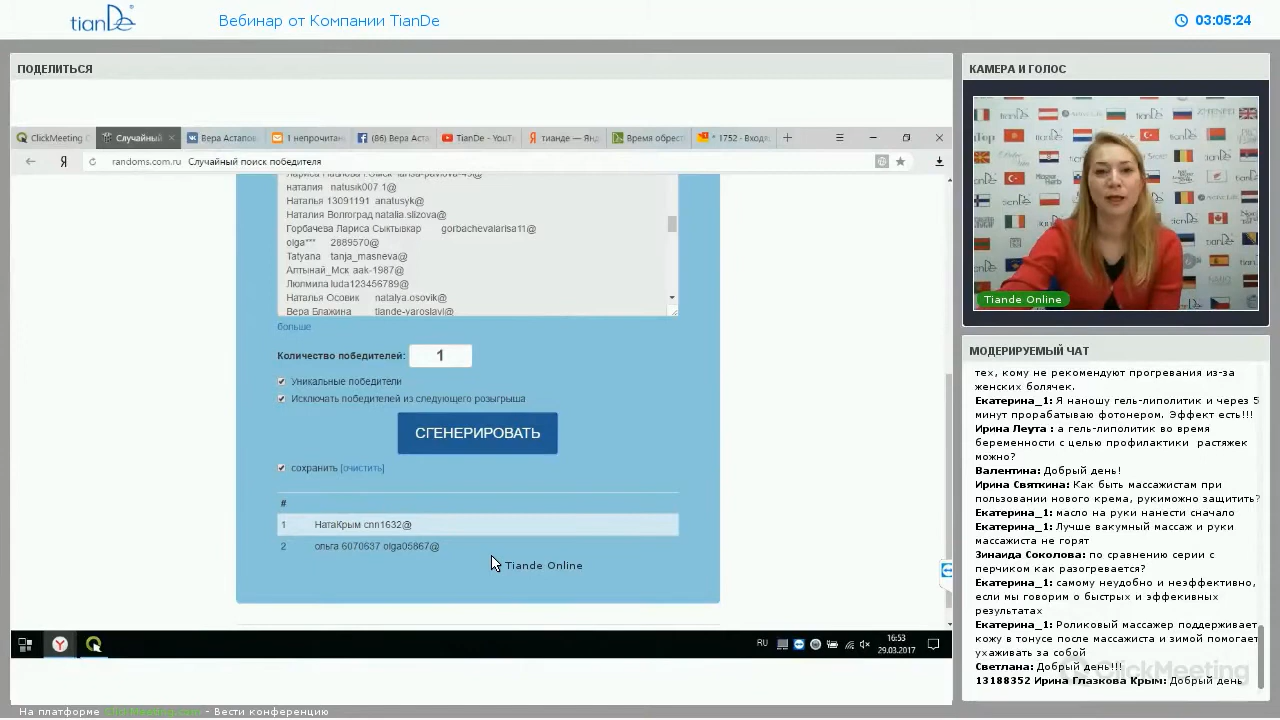 tianDe
Вебинар от Компании TianDe
03:05:24
ПОДЕЛИТЬСЯ
ClickMeeting
Случайный
Вера Астапов
1 непрочитан
(86) Вера Аста
TianDe - YouTu
тианде — Янд
Время обрест
* 1752 - Входя
randoms.com.ru Случайный поиск победителя
наталия natusik007 1@
Наталья 13091191 anatusyk@
Наталия Волгоград natalia slizova@
Горбачева Лариса Сыктывкар gorbachevalarisa11@
olga*** 2889570@
Tatyana tanja_masneva@
Алтынай_Мск aak-1987@
Люпмила luda123456789@
Наталья Осовик natalya.osovik@
Вера Блажина tiande-yaroslavl@
больше
Количество победителей: 1
Уникальные победители
Исключать победителей из следующего розыгрыша
СГЕНЕРИРОВАТЬ
сохранить [очистить]
#
1 НатаКрым cnn1632@
2 ольга 6070637 olga05867@
Tiande Online
RU
16:53
29.03.2017
КАМЕРА И ГОЛОС
Tiande Online
МОДЕРИРУЕМЫЙ ЧАТ
тех, кому не рекомендуют прогревания из-за
женских болячек.
Екатерина_1: Я наношу гель-липолитик и через 5
минут прорабатываю фотонером. Эффект есть!!!
Ирина Леута : а гель-липолитик во время
беременности с целью профилактики растяжек
можно?
Валентина: Добрый день!
Ирина Святкина: Как быть массажистам при
пользовании нового крема, рукиможно защитить?
Екатерина_1: масло на руки нанести сначало
Екатерина_1: Лучше вакумный массаж и руки
массажиста не горят
Зинаида Соколова: по сравнению серии с
перчиком как разогревается?
Екатерина_1: самому неудобно и неэффективно,
если мы говорим о быстрых и эффекивных
результатах
Екатерина_1: Роликовый массажер поддерживает
кожу в тонусе после массажиста и зимой помогает
ухаживать за собой
Светлана: Добрый день!!!
13188352 Ирина Глазкова Крым: Добрый день
ClickMeeting
На платформе ClickMeeting.com - Вести конференцию